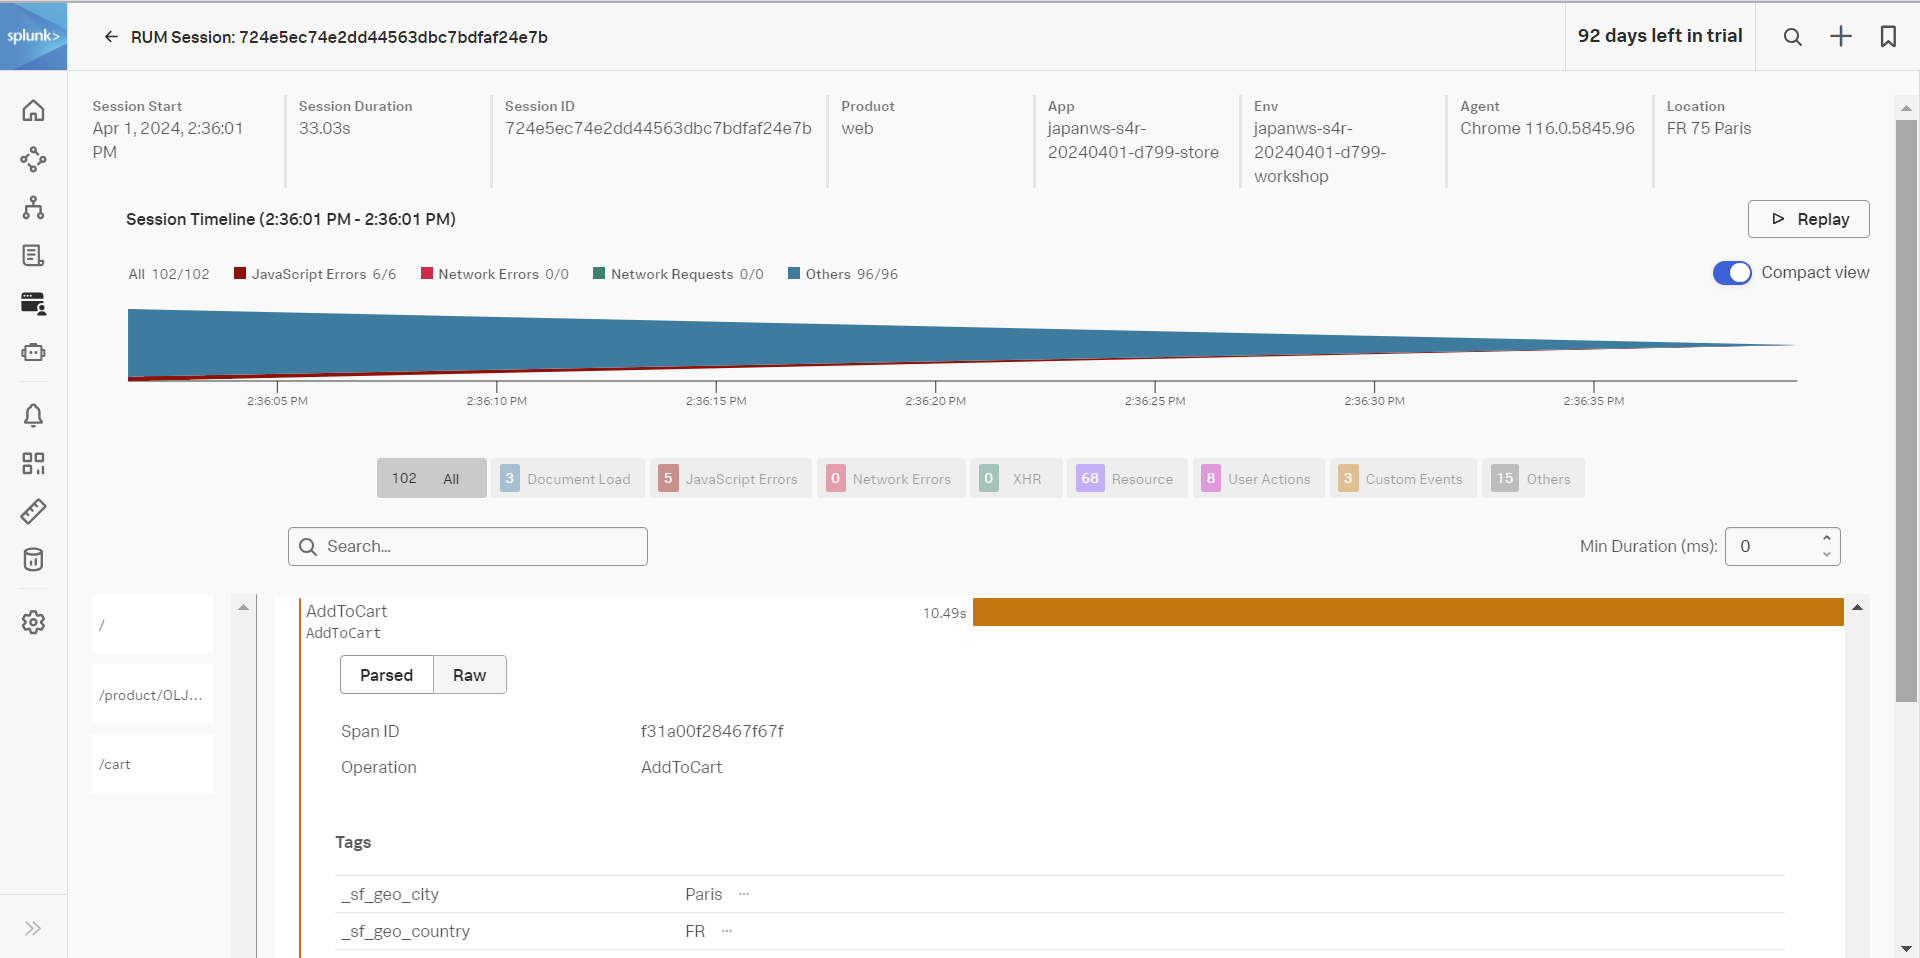 splunk>
RUM Session: 724e5ec74e2dd44563dbc7bdfaf24e7b
92 days left in trial
Session Start
Apr 1, 2024, 2:36:01
PM
Session Duration
33.03s
Session ID
724e5ec74e2dd44563dbc7bdfaf24e7b
Product
web
App
japanws-s4r-
20240401-d799-store
Env
japanws-s4r-
20240401-d799-
workshop
Agent
Chrome 116.0.5845.96
Location
FR 75 Paris
Session Timeline (2:36:01 PM - 2:36:01 PM)
Replay
All 102/102 JavaScript Errors 6/6 Network Errors 0/0 Network Requests 0/0 Others 96/96
Compact view
2:36:05 PM 2:36:10 PM 2:36:15 PM 2:36:20 PM 2:36:25 PM 2:36:30 PM 2:36:35 PM
102 All 3 Document Load 5 JavaScript Errors 0 Network Errors 0 XHR 68 Resource 8 User Actions 3 Custom Events 15 Others
Search...
Min Duration (ms): 0
/
/product/OLJ...
/cart
AddToCart 10.49s
AddToCart
Parsed Raw
Span ID f31a00f28467f67f
Operation AddToCart
Tags
_sf_geo_city Paris ...
_sf_geo_country FR ...